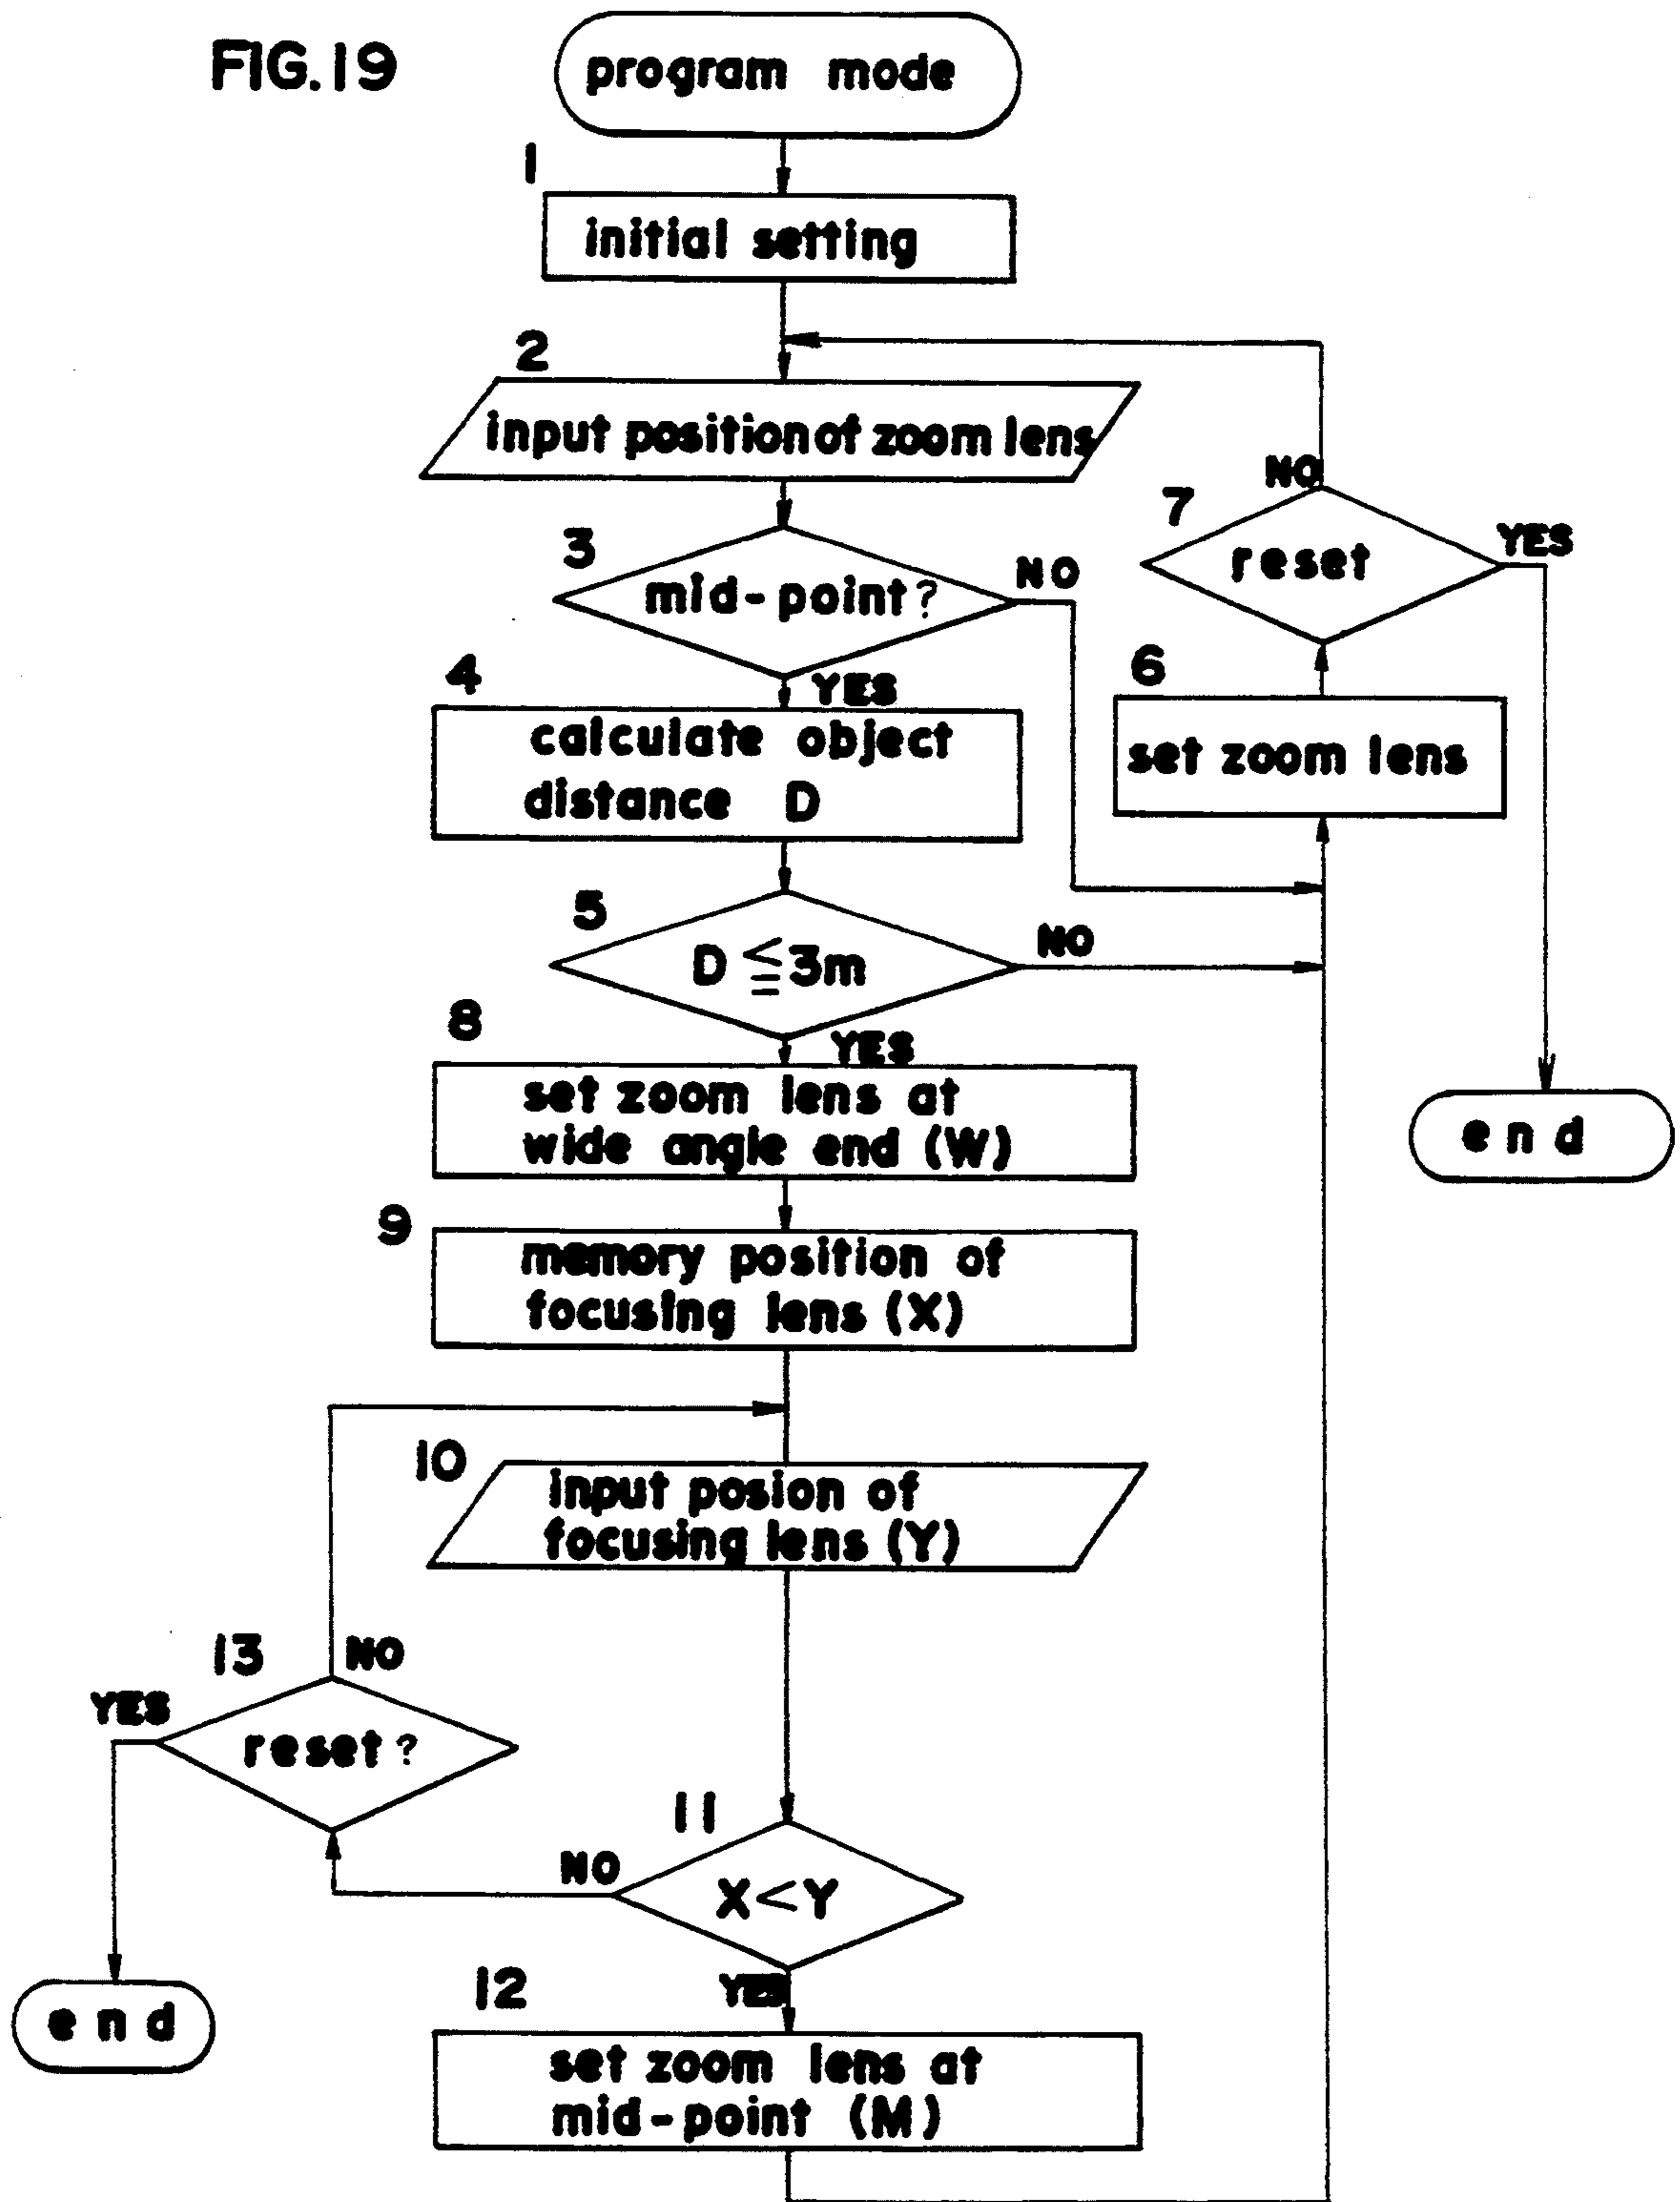 FIG.19
program mode
1
initial setting
2
input position of zoom lens
3
mid-point?
NO
YES
4
calculate object
distance D
5
D ≦ 3m
NO
YES
6
set zoom lens
7
reset
NO
YES
end
8
set zoom lens at
wide angle end (W)
9
memory position of
focusing lens (X)
10
input posion of
focusing lens (Y)
11
X<Y
NO
YES
13
reset?
NO
YES
end
12
set zoom lens at
mid-point (M)